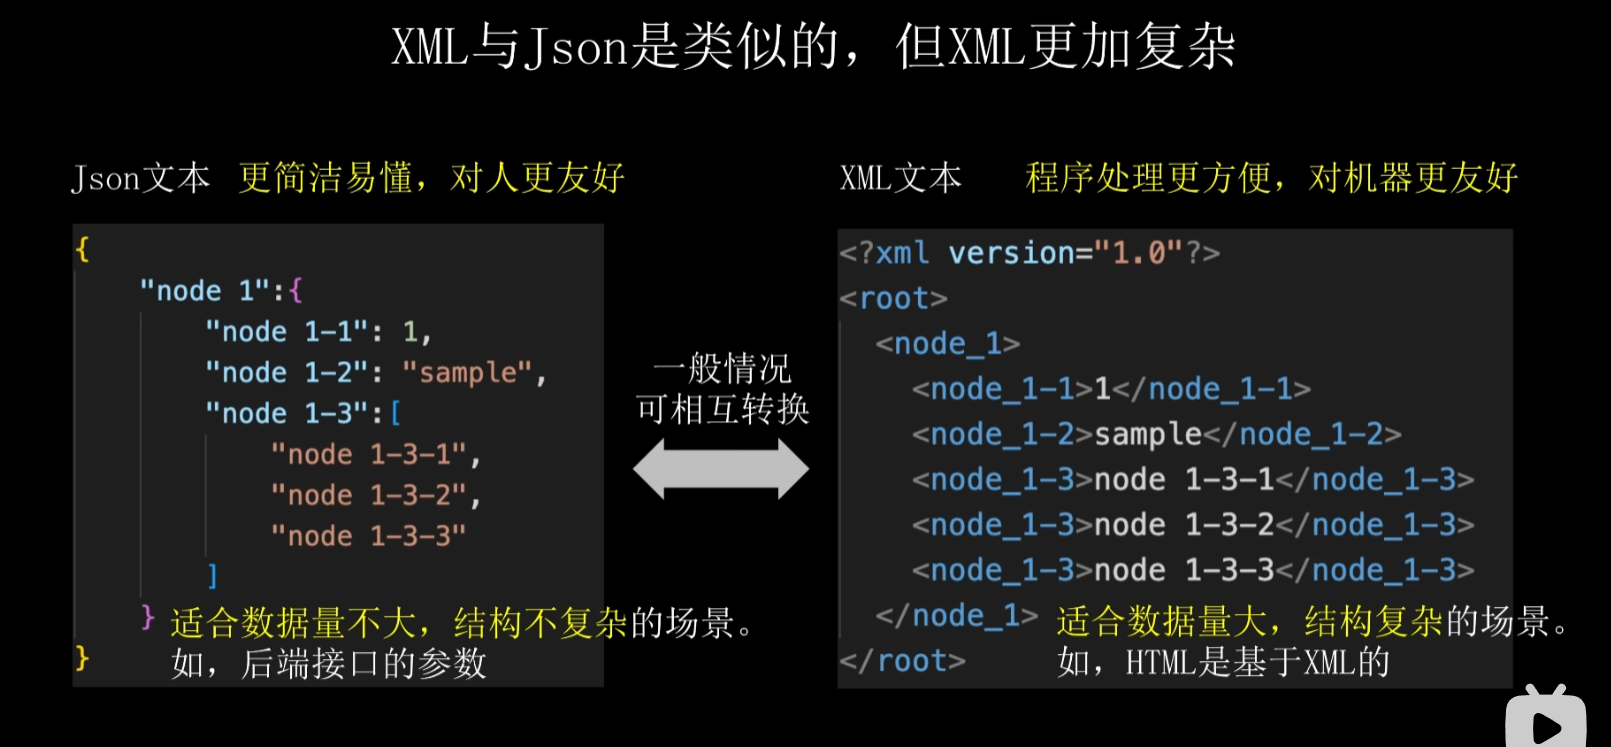 XML与Json是类似的，但XML更加复杂
Json文本 更简洁易懂，对人更友好
{
"node 1":{
"node 1-1": 1,
"node 1-2": "sample",
"node 1-3":[
"node 1-3-1",
"node 1-3-2",
"node 1-3-3"
]
}
}
适合数据量不大，结构不复杂的场景。
如，后端接口的参数
一般情况
可相互转换
XML文本 程序处理更方便，对机器更友好
<?xml version="1.0"?>
<root>
<node_1>
<node_1-1>1</node_1-1>
<node_1-2>sample</node_1-2>
<node_1-3>node 1-3-1</node_1-3>
<node_1-3>node 1-3-2</node_1-3>
<node_1-3>node 1-3-3</node_1-3>
</node_1>
</root>
适合数据量大，结构复杂的场景。
如，HTML是基于XML的